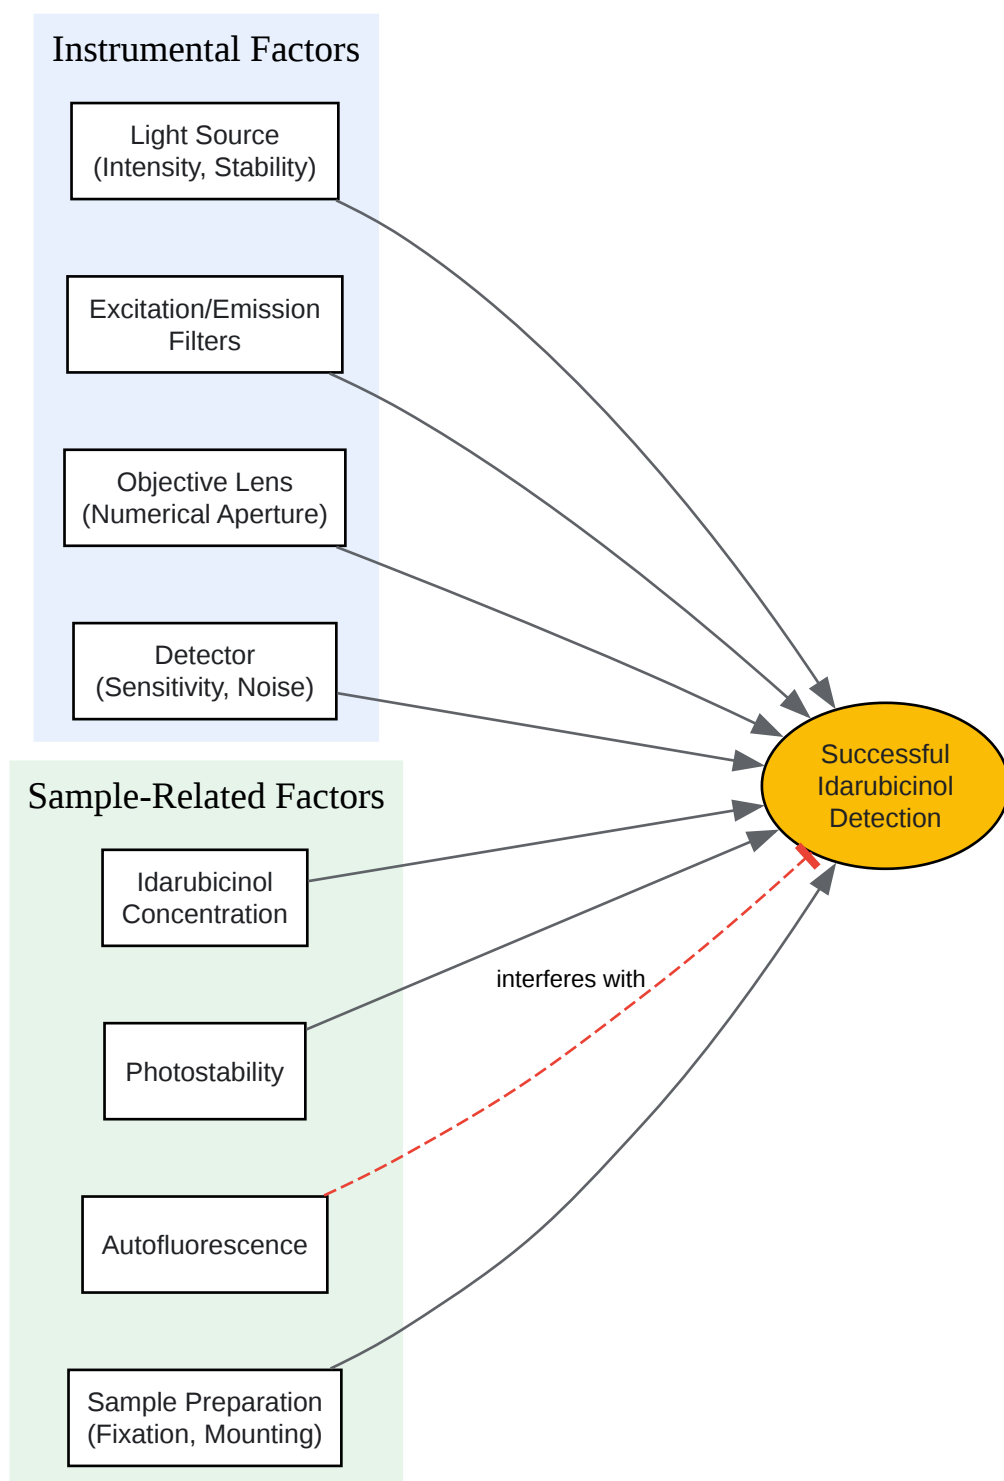 Instrumental Factors
Light Source
(Intensity, Stability)
Excitation/Emission
Filters
Objective Lens
(Numerical Aperture)
Detector
(Sensitivity, Noise)
Successful
Idarubicinol
Detection
Sample-Related Factors
Idarubicinol
Concentration
interferes with
Photostability
Autofluorescence
Sample Preparation
(Fixation, Mounting)